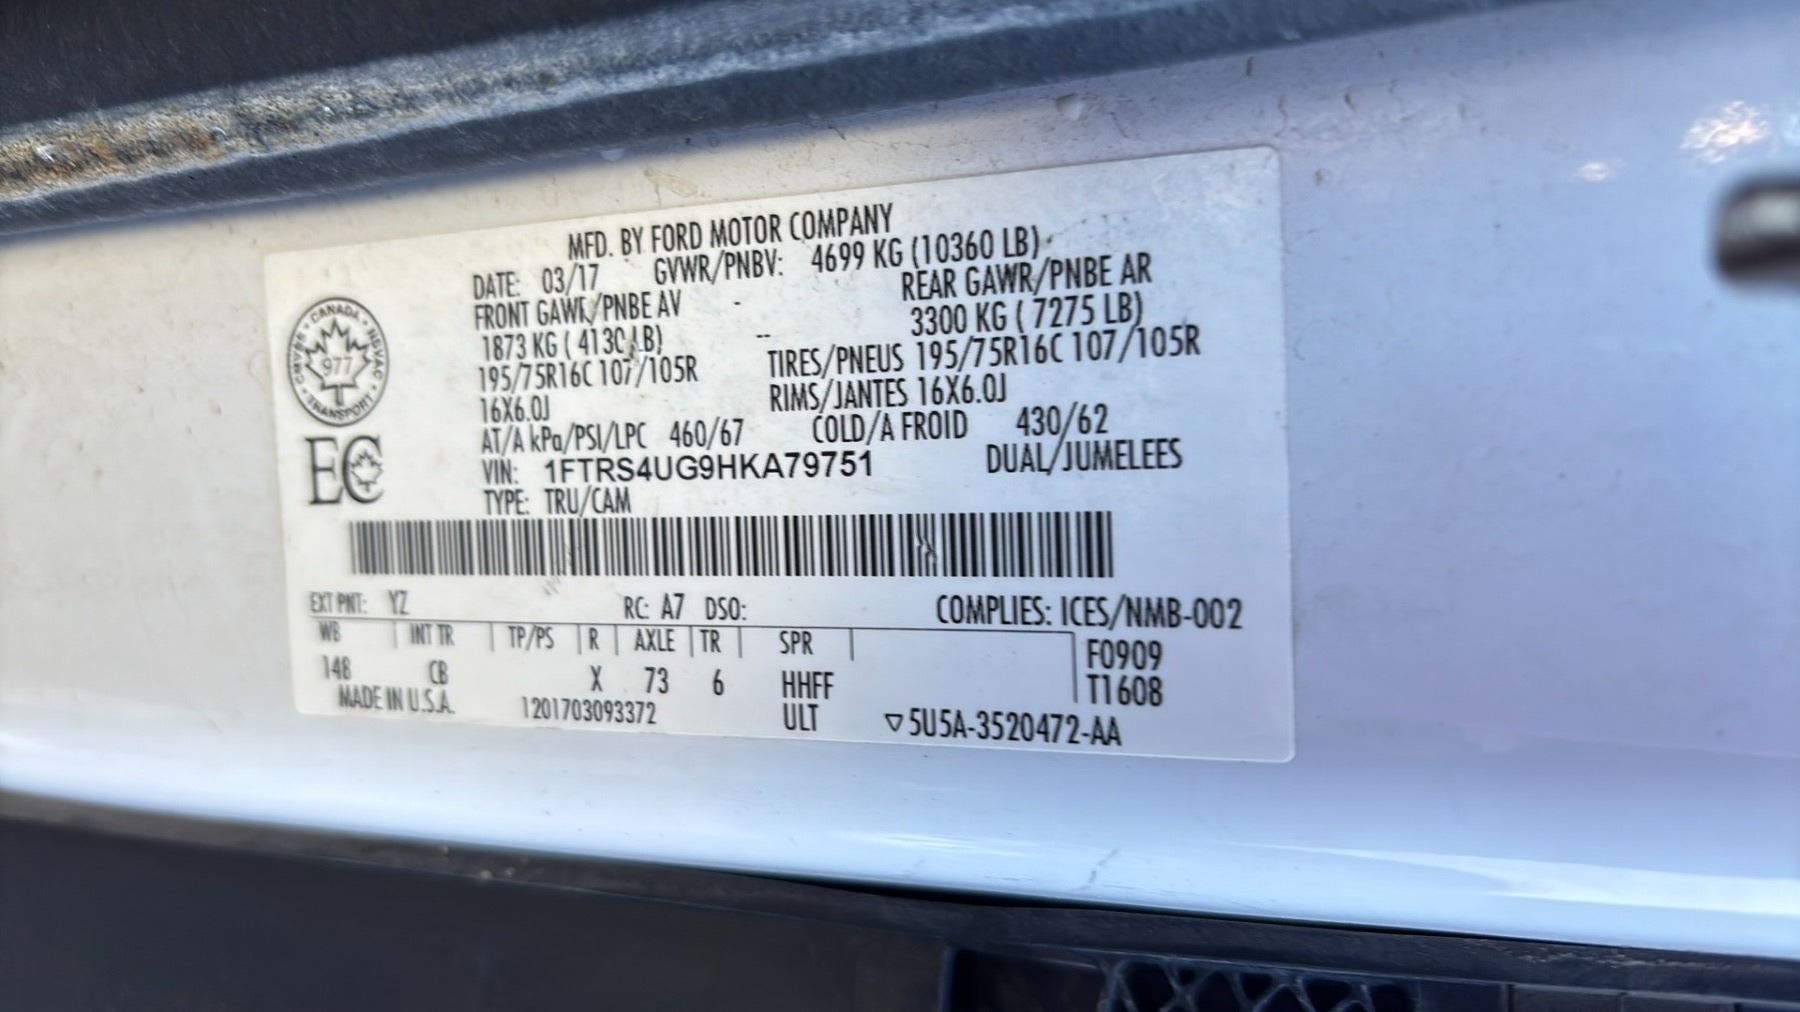 MFD. BY FORD MOTOR COMPANY
DATE: 03/17 GVWR/PNBV: 4699 KG (10360 LB)
FRONT GAWR/PNBE AV REAR GAWR/PNBE AR
1873 KG ( 4130 LB) 3300 KG ( 7275 LB)
195/75R16C 107/105R TIRES/PNEUS 195/75R16C 107/105R
16X6.0J RIMS/JANTES 16X6.0J
AT/A kPa/PSI/LPC 460/67 COLD/A FROID 430/62
VIN: 1FTRS4UG9HKA79751 DUAL/JUMELEES
TYPE: TRU/CAM
CANADA
CMVSS NSVAC
977
TRANSPORT
EC
EXT PNT: YZ RC: A7 DSO: COMPLIES: ICES/NMB-002
WB INT TR TP/PS R AXLE TR SPR F0909
148 CB X 73 6 HHFF T1608
MADE IN U.S.A. 1201703093372 ULT ▽5U5A-3520472-AA